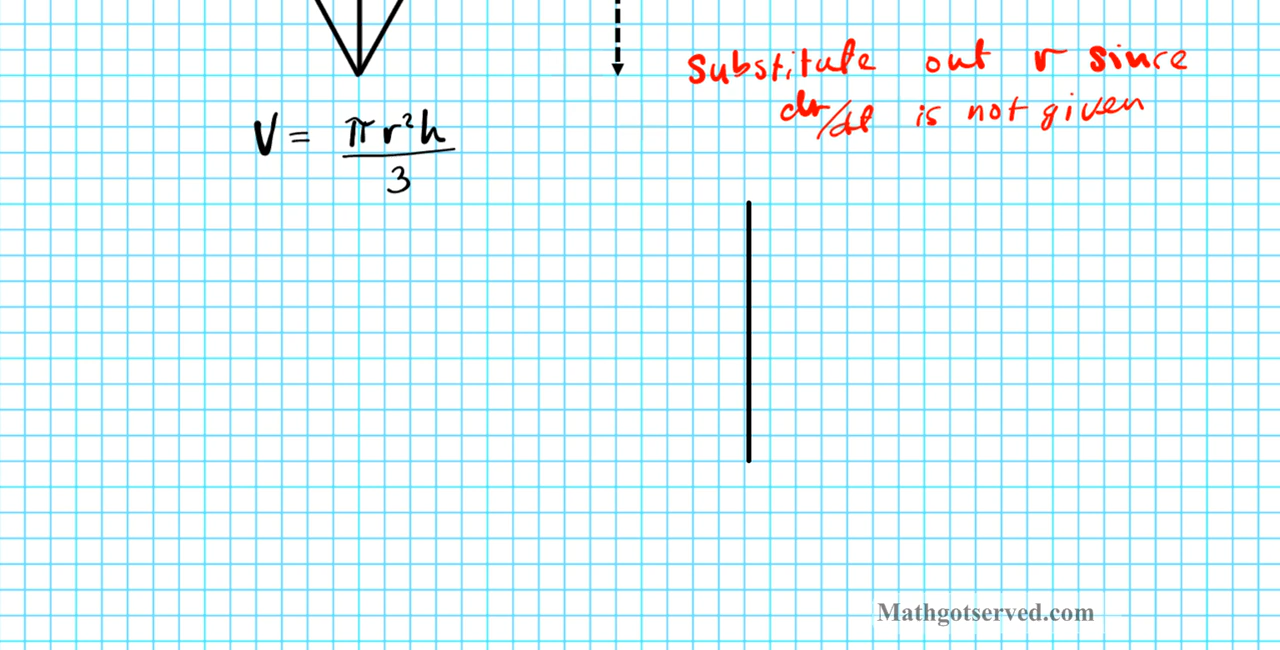 Substitute out r since
dr/dt is not given
V = πr²h
3
Mathgotserved.com